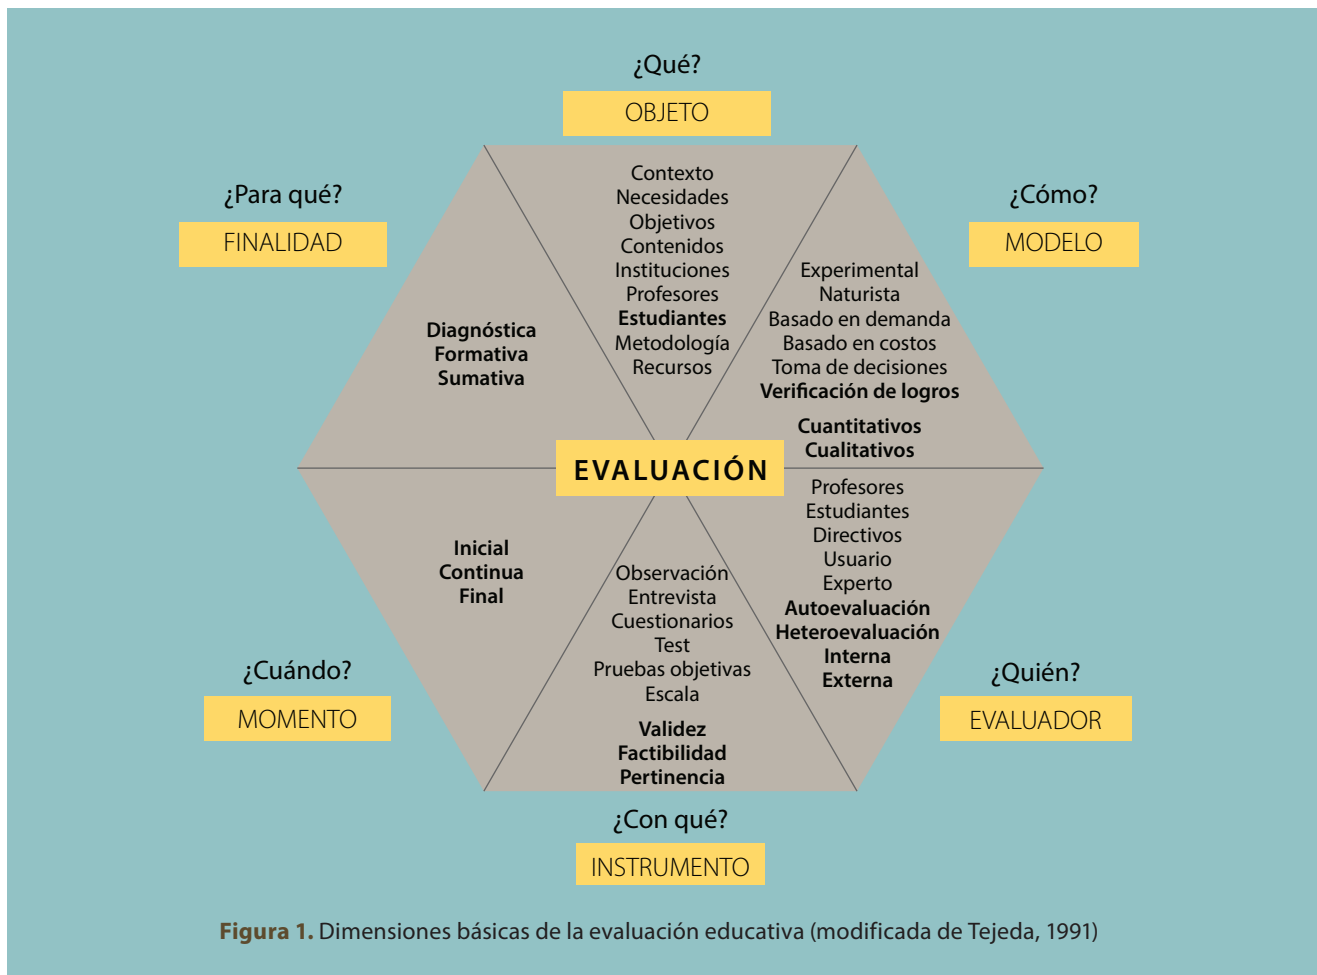 ¿Qué?
OBJETO
Contexto
Necesidades
Objetivos
Contenidos
Instituciones
Profesores
Estudiantes
Metodología
Recursos
¿Para qué?
FINALIDAD
Diagnóstica
Formativa
Sumativa
¿Cómo?
MODELO
Experimental
Naturista
Basado en demanda
Basado en costos
Toma de decisiones
Verificación de logros
Cuantitativos
Cualitativos
EVALUACIÓN
Inicial
Continua
Final
¿Cuándo?
MOMENTO
Observación
Entrevista
Cuestionarios
Test
Pruebas objetivas
Escala
Validez
Factibilidad
Pertinencia
¿Con qué?
INSTRUMENTO
Profesores
Estudiantes
Directivos
Usuario
Experto
Autoevaluación
Heteroevaluación
Interna
Externa
¿Quién?
EVALUADOR
Figura 1. Dimensiones básicas de la evaluación educativa (modificada de Tejeda, 1991)